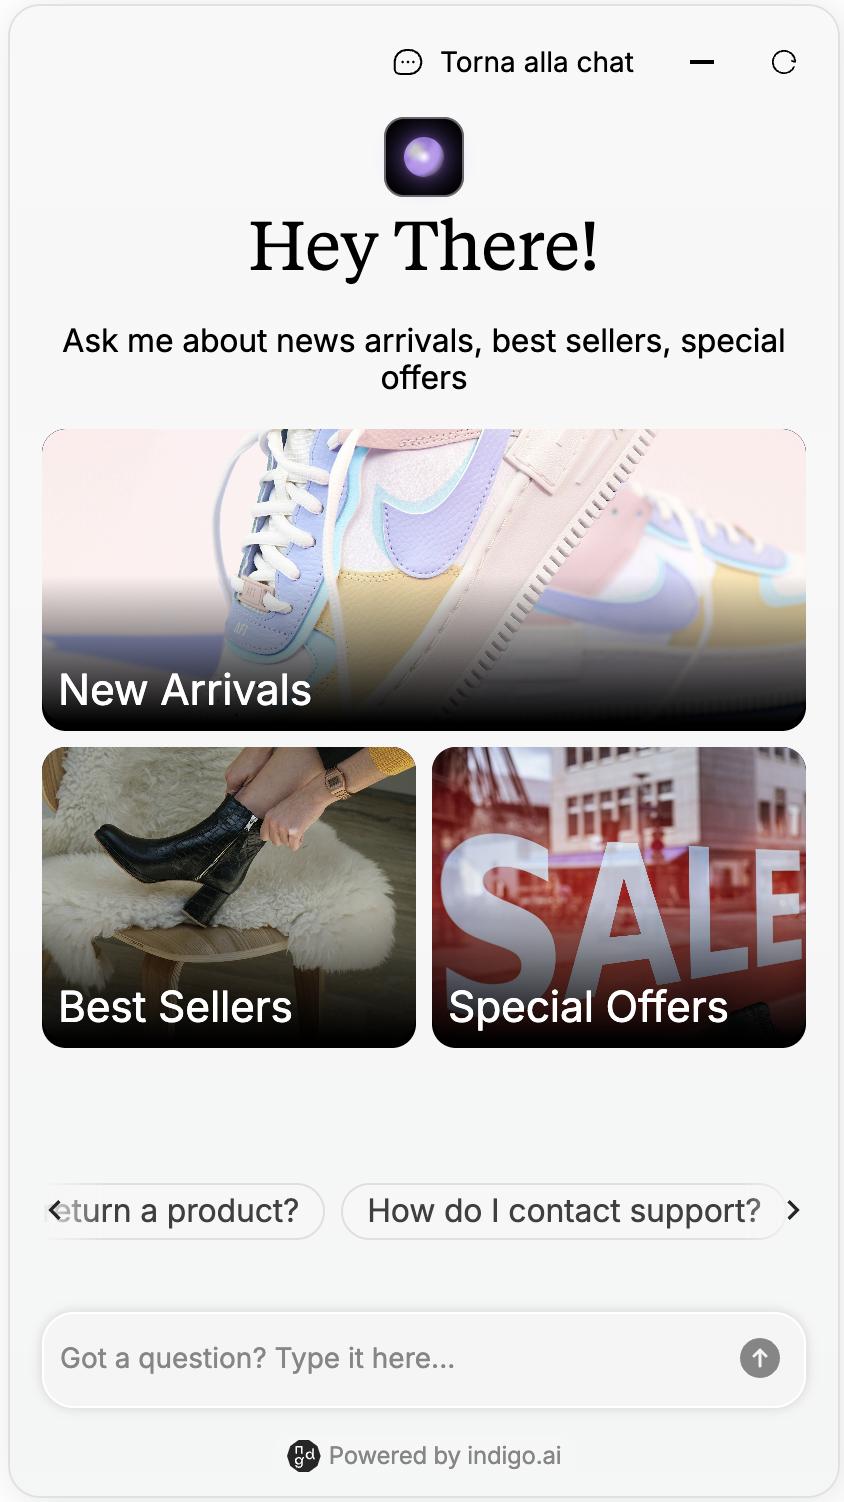 Torna alla chat
Hey There!
Ask me about news arrivals, best sellers, special
offers
New Arrivals
SALE
Best Sellers
Special Offers
eturn a product?
How do I contact support?
Got a question? Type it here...
Powered by indigo.ai